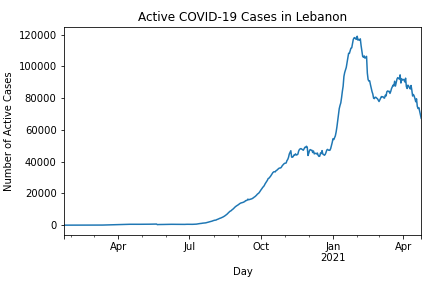 Active COVID-19 Cases in Lebanon
120000
100000
80000
60000
40000
20000
0
Number of Active Cases
Apr Jul Oct Jan Apr
2021
Day